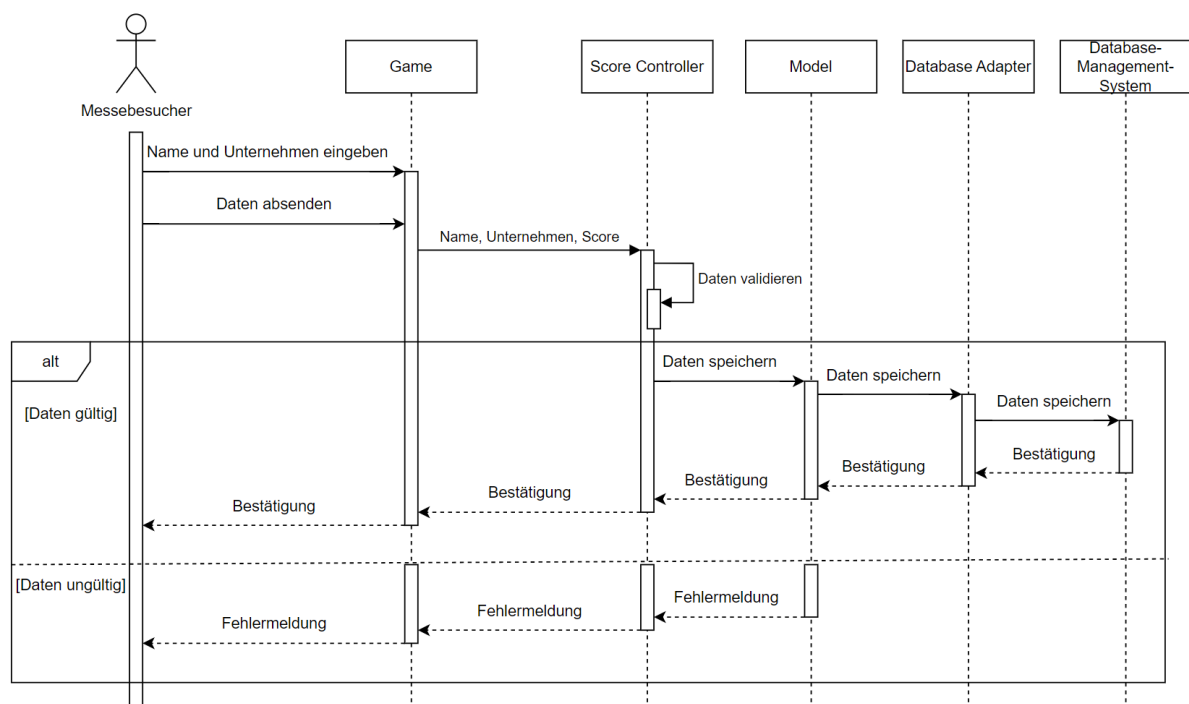 Messebesucher
Game
Score Controller
Model
Database Adapter
Database-
Management-
System
Name und Unternehmen eingeben
Daten absenden
Name, Unternehmen, Score
Daten validieren
alt
[Daten gültig]
Daten speichern
Daten speichern
Daten speichern
Bestätigung
Bestätigung
Bestätigung
Bestätigung
Bestätigung
[Daten ungültig]
Fehlermeldung
Fehlermeldung
Fehlermeldung